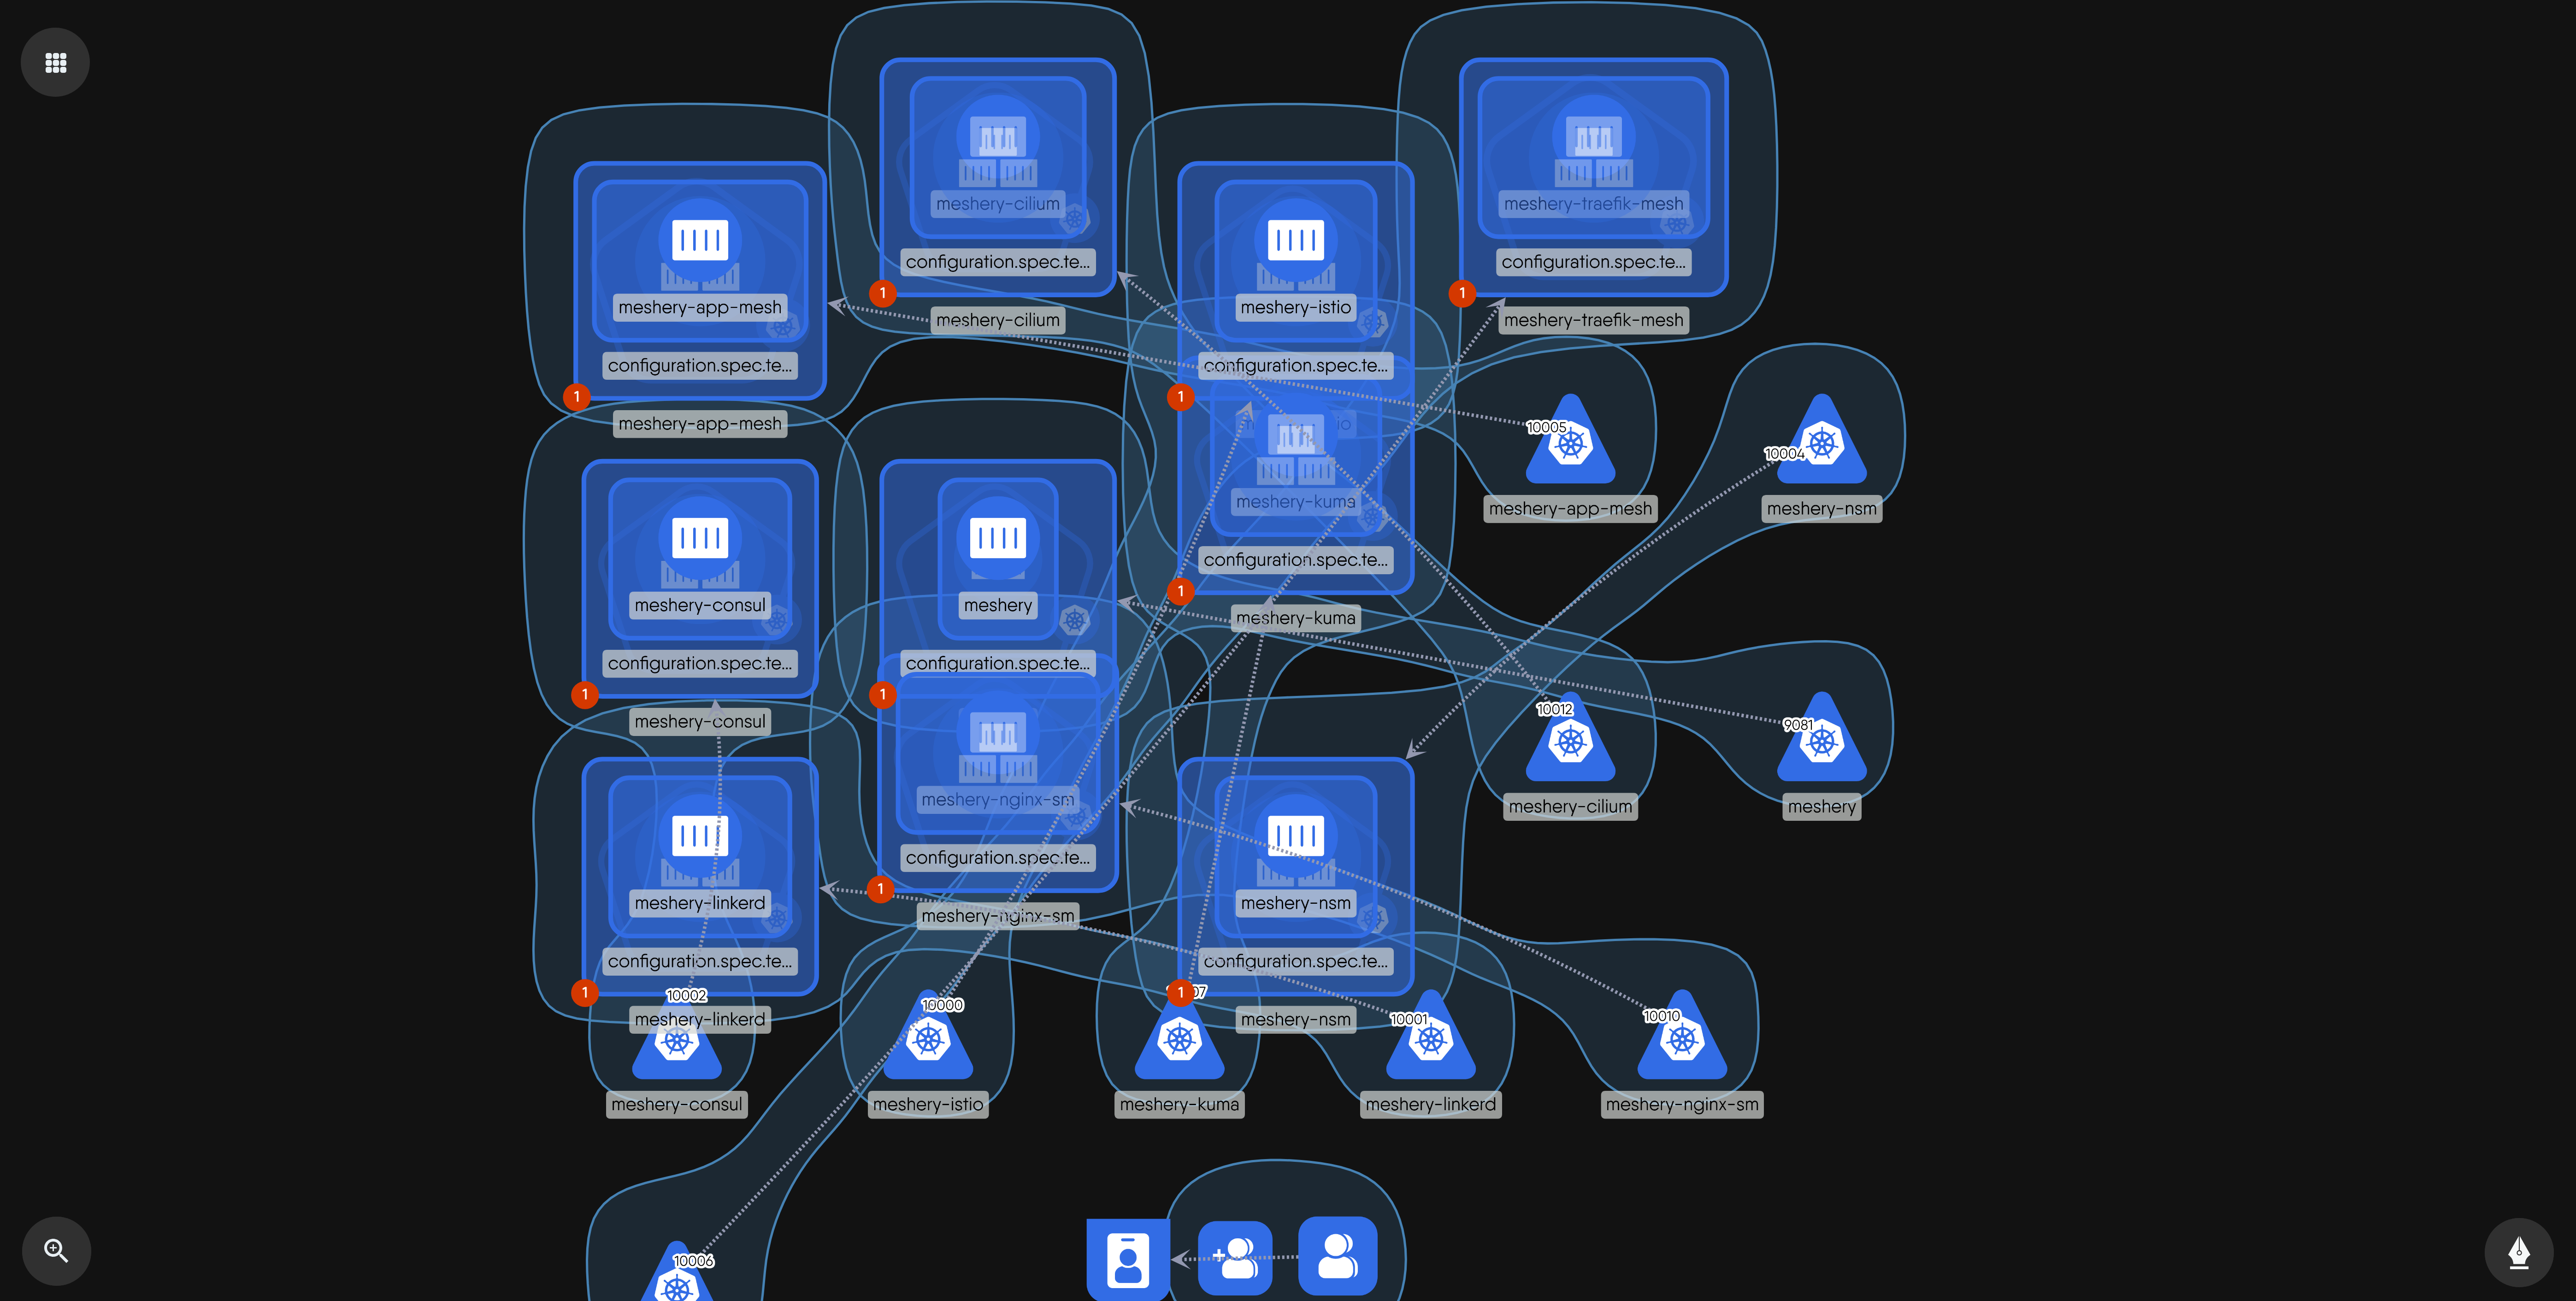 meshery-cilium
configuration.spec.te...
1
meshery-cilium
meshery-traefik-mesh
configuration.spec.te...
1
meshery-traefik-mesh
meshery-app-mesh
configuration.spec.te...
1
meshery-app-mesh
meshery-istio
configuration.spec.te...
1
meshery-kuma
configuration.spec.te...
1
meshery-kuma
10005
meshery-app-mesh
10004
meshery-nsm
meshery-consul
configuration.spec.te...
1
meshery-consul
meshery
configuration.spec.te...
1
meshery-nginx-sm
configuration.spec.te...
1
meshery-nginx-sm
10012
meshery-cilium
9081
meshery
meshery-linkerd
configuration.spec.te...
1
meshery-linkerd
meshery-nsm
configuration.spec.te...
1
meshery-nsm
10002
meshery-consul
10000
meshery-istio
meshery-kuma
10001
meshery-linkerd
10010
meshery-nginx-sm
10006